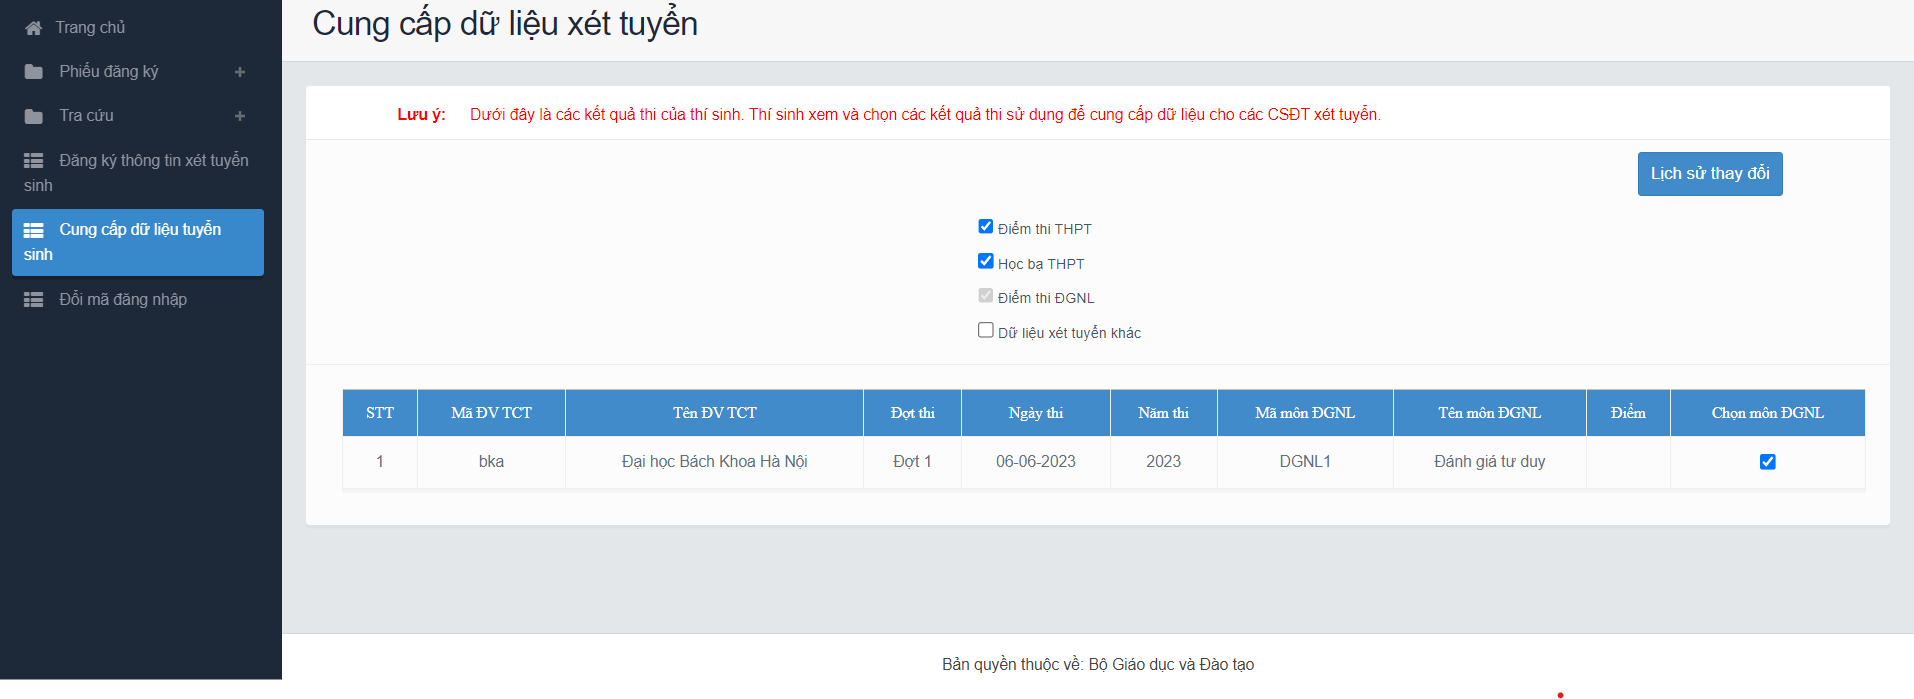 Trang chủ
Phiếu đăng ký
Tra cứu
Đăng ký thông tin xét tuyển
sinh
Cung cấp dữ liệu tuyển
sinh
Đổi mã đăng nhập
Cung cấp dữ liệu xét tuyển
Lưu ý: Dưới đây là các kết quả thi của thí sinh. Thí sinh xem và chọn các kết quả thi sử dụng để cung cấp dữ liệu cho các CSĐT xét tuyển.
Lịch sử thay đổi
Điểm thi THPT
Học bạ THPT
Điểm thi ĐGNL
Dữ liệu xét tuyển khác
STT Mã ĐV TCT Tên ĐV TCT Đợt thi Ngày thi Năm thi Mã môn ĐGNL Tên môn ĐGNL Điểm Chọn môn ĐGNL
1 bka Đại học Bách Khoa Hà Nội Đợt 1 06-06-2023 2023 DGNL1 Đánh giá tư duy
Bản quyền thuộc về: Bộ Giáo dục và Đào tạo